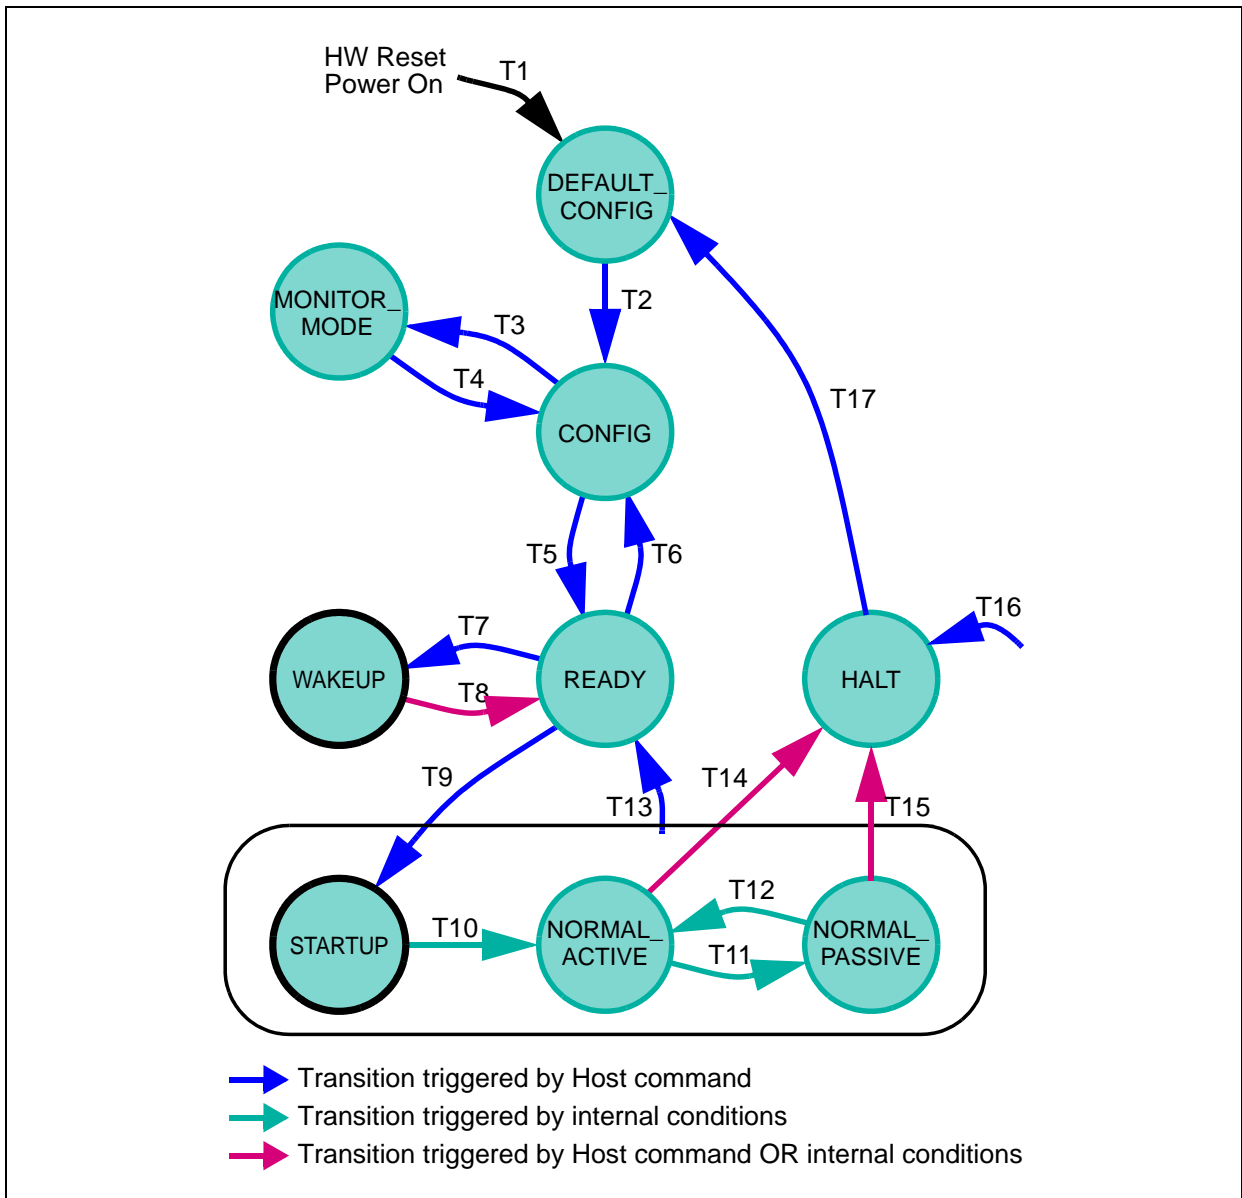 HW Reset
Power On
T1
DEFAULT_
CONFIG
T2
MONITOR_
MODE
T3
T4
CONFIG
T17
T5
T6
T16
T7
WAKEUP
T8
READY
HALT
T9
T14
T13
T15
T12
STARTUP
T10
NORMAL_
ACTIVE
T11
NORMAL_
PASSIVE
Transition triggered by Host command
Transition triggered by internal conditions
Transition triggered by Host command OR internal conditions